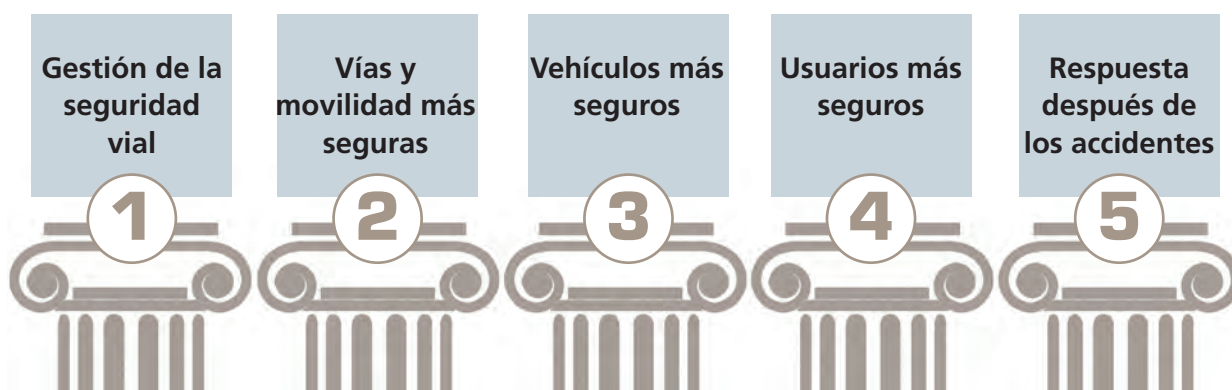 Gestión de la
seguridad
vial
1
Vías y
movilidad más
seguras
2
Vehículos más
seguros
3
Usuarios más
seguros
4
Respuesta
después de
los accidentes
5